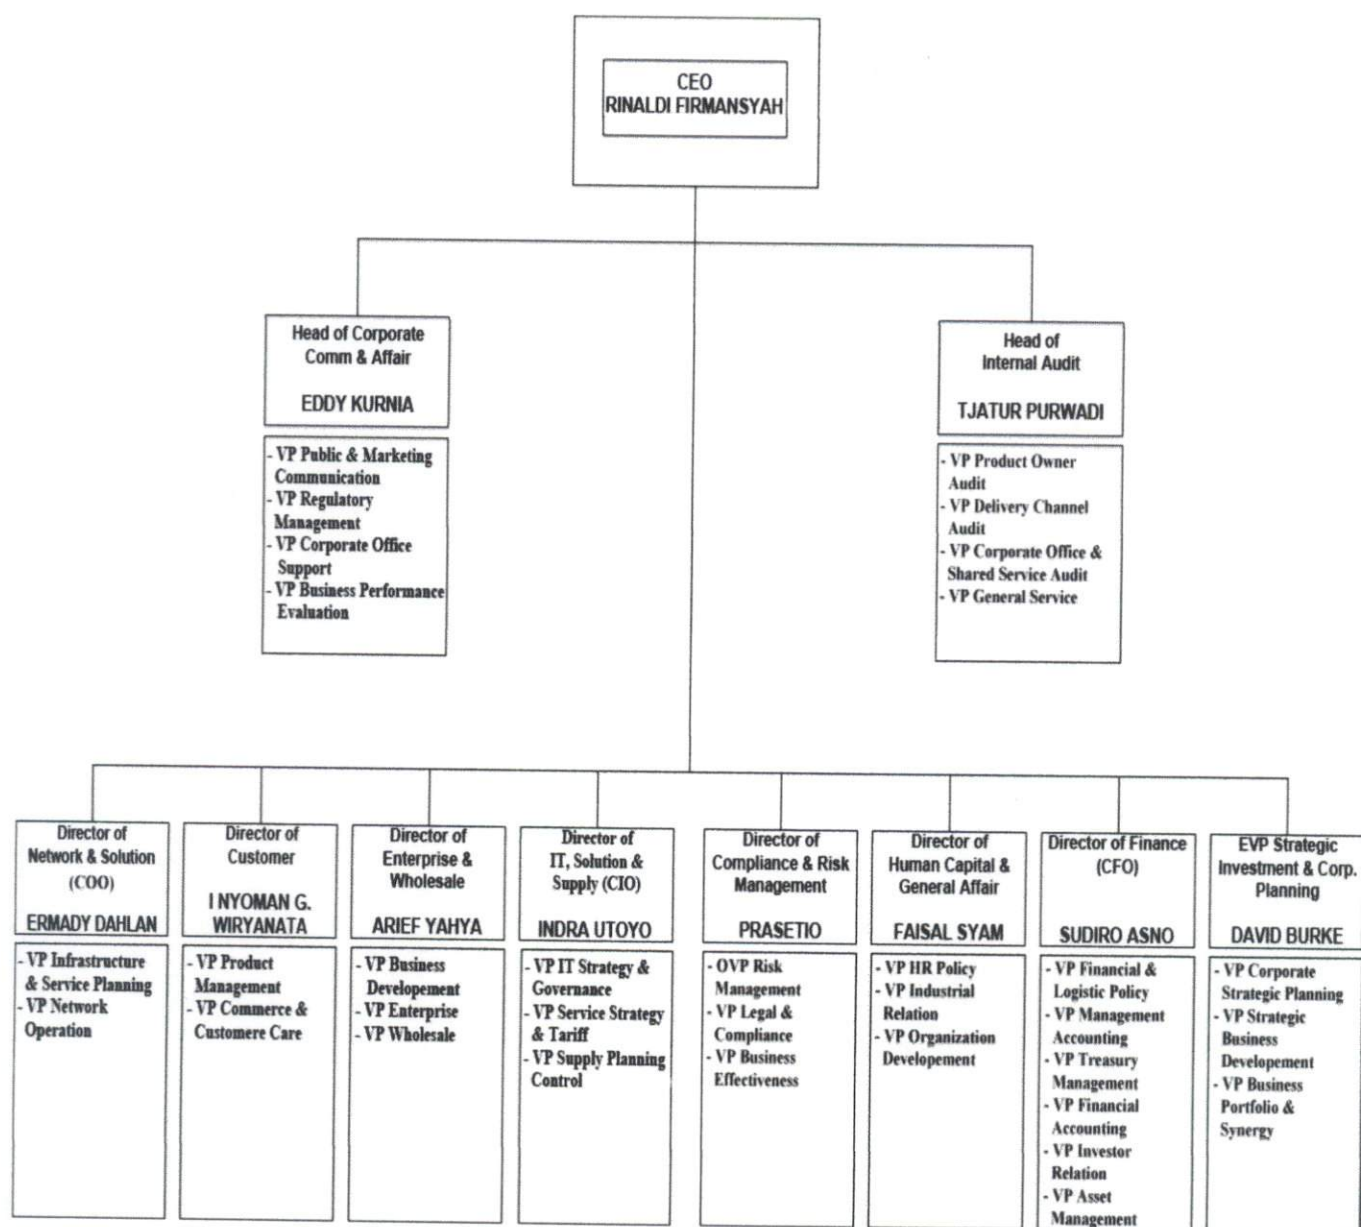 CEO
RINALDI FIRMANSYAH
Head of Corporate
Comm & Affair
EDDY KURNIA
- VP Public & Marketing
Communication
- VP Regulatory
Management
- VP Corporate Office
Support
- VP Business Performance
Evaluation
Head of
Internal Audit
TJATUR PURWADI
- VP Product Owner
Audit
- VP Delivery Channel
Audit
- VP Corporate Office &
Shared Service Audit
- VP General Service
Director of
Network & Solution
(COO)
ERMADY DAHLAN
- VP Infrastructure
& Service Planning
- VP Network
Operation
Director of
Customer
I NYOMAN G.
WIRYANATA
- VP Product
Management
- VP Commerce &
Customere Care
Director of
Enterprise &
Wholesale
ARIEF YAHYA
- VP Business
Developement
- VP Enterprise
- VP Wholesale
Director of
IT, Solution &
Supply (CIO)
INDRA UTOYO
- VP IT Strategy &
Governance
- VP Service Strategy
& Tariff
- VP Supply Planning
Control
Director of
Compliance & Risk
Management
PRASETIO
- OVP Risk
Management
- VP Legal &
Compliance
- VP Business
Effectiveness
Director of
Human Capital &
General Affair
FAISAL SYAM
- VP HR Policy
- VP Industrial
Relation
- VP Organization
Developement
Director of Finance
(CFO)
SUDIRO ASNO
- VP Financial &
Logistic Policy
- VP Management
Accounting
- VP Treasury
Management
- VP Financial
Accounting
- VP Investor
Relation
- VP Asset
Management
EVP Strategic
Investment & Corp.
Planning
DAVID BURKE
- VP Corporate
Strategic Planning
- VP Strategic
Business
Developement
- VP Business
Portfolio &
Synergy